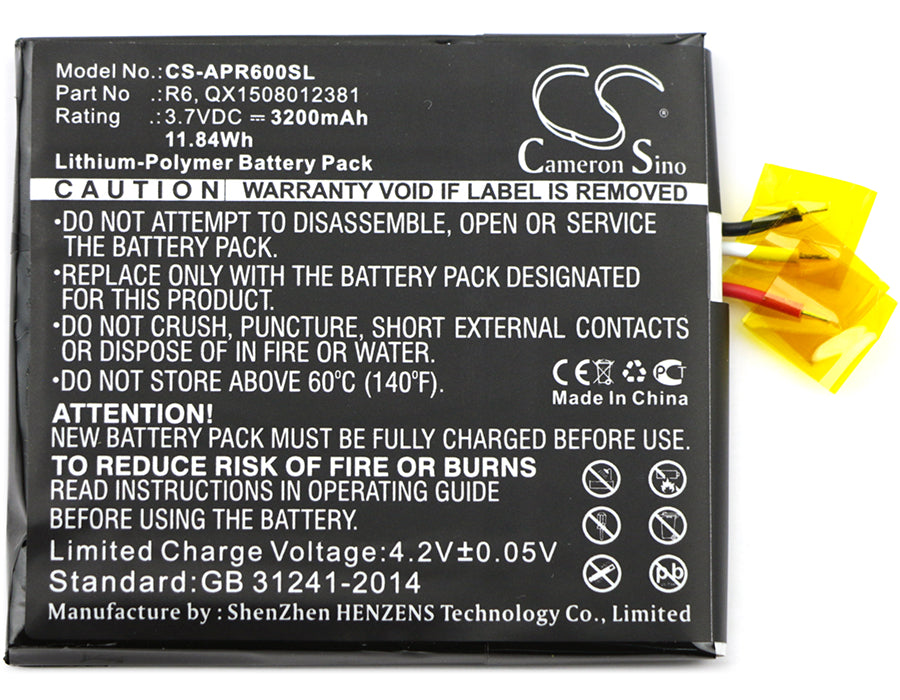 Model No.:CS-APR600SL
Part No .:R6, QX1508012381
Rating .:3.7VDC ⎓ 3200mAh
11.84Wh
Lithium-Polymer Battery Pack
CS
Cameron Sino
CAUTION WARRANTY VOID IF LABEL IS REMOVED
•DO NOT ATTEMPT TO DISASSEMBLE, OPEN OR SERVICE
THE BATTERY PACK.
•REPLACE ONLY WITH THE BATTERY PACK DESIGNATED
FOR THIS PRODUCT.
•DO NOT CRUSH, PUNCTURE, SHORT EXTERNAL CONTACTS
OR DISPOSE OF IN FIRE OR WATER.
•DO NOT STORE ABOVE 60°C (140°F).
CE PCT
Made In China
ATTENTION!
NEW BATTERY PACK MUST BE FULLY CHARGED BEFORE USE.
TO REDUCE RISK OF FIRE OR BURNS
READ INSTRUCTIONS IN OPERATING GUIDE
BEFORE USING THE BATTERY.
Limited Charge Voltage:4.2V±0.05V
Standard:GB 31241-2014
Pb
Manufacture by : ShenZhen HENZENS Technology Co., Ltd